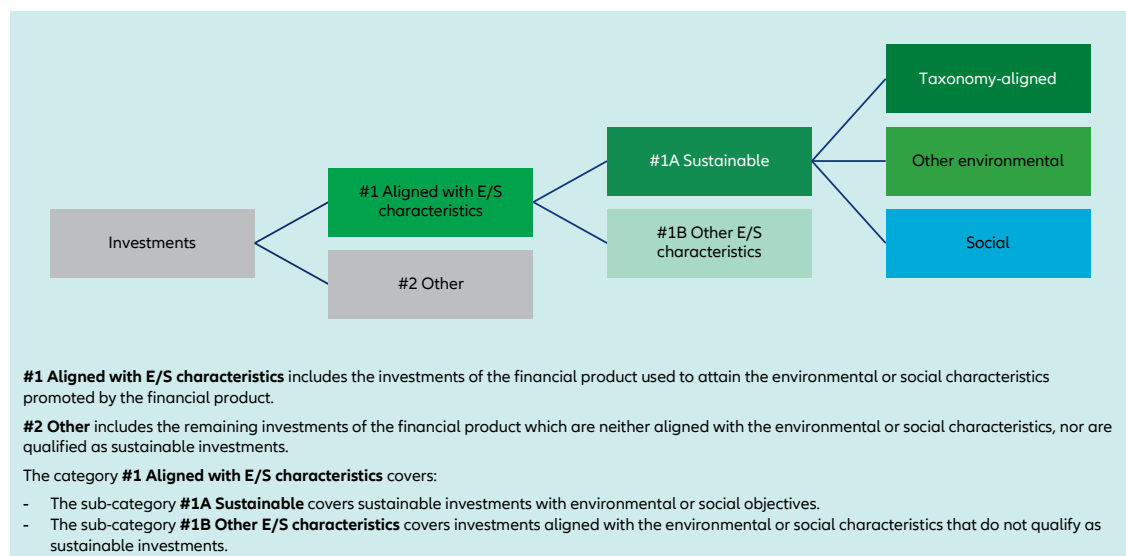 Taxonomy-aligned
#1A Sustainable
Other environmental
#1 Aligned with E/S
characteristics
#1B Other E/S
characteristics
Investments
Social
#2 Other
#1 Aligned with E/S characteristics includes the investments of the financial product used to attain the environmental or social characteristics
promoted by the financial product.
#2 Other includes the remaining investments of the financial product which are neither aligned with the environmental or social characteristics, nor are
qualified as sustainable investments.
The category #1 Aligned with E/S characteristics covers:
- The sub-category #1A Sustainable covers sustainable investments with environmental or social objectives.
- The sub-category #1B Other E/S characteristics covers investments aligned with the environmental or social characteristics that do not qualify as
sustainable investments.